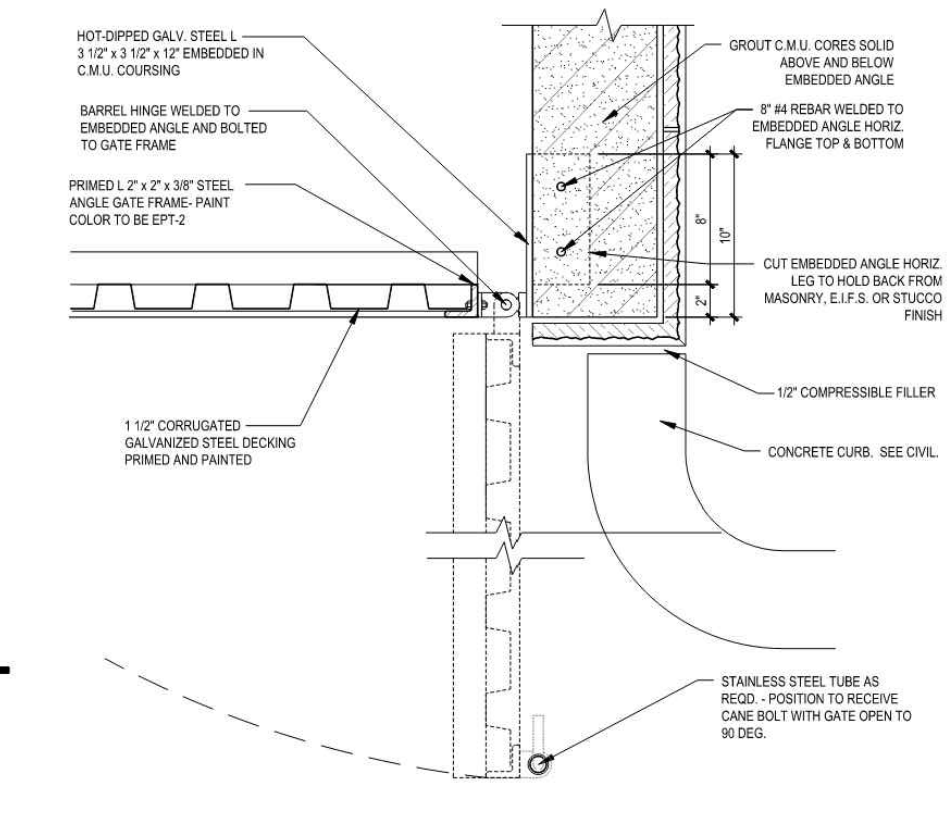 HOT-DIPPED GALV. STEEL L
3 1/2" x 3 1/2" x 12" EMBEDDED IN
C.M.U. COURSING
BARREL HINGE WELDED TO
EMBEDDED ANGLE AND BOLTED
TO GATE FRAME
PRIMED L 2" x 2" x 3/8" STEEL
ANGLE GATE FRAME- PAINT
COLOR TO BE EPT-2
GROUT C.M.U. CORES SOLID
ABOVE AND BELOW
EMBEDDED ANGLE
8" #4 REBAR WELDED TO
EMBEDDED ANGLE HORIZ.
FLANGE TOP & BOTTOM
8"
10"
2"
CUT EMBEDDED ANGLE HORIZ.
LEG TO HOLD BACK FROM
MASONRY, E.I.F.S. OR STUCCO
FINISH
1/2" COMPRESSIBLE FILLER
1 1/2" CORRUGATED
GALVANIZED STEEL DECKING
PRIMED AND PAINTED
CONCRETE CURB. SEE CIVIL.
STAINLESS STEEL TUBE AS
REQD. - POSITION TO RECEIVE
CANE BOLT WITH GATE OPEN TO
90 DEG.